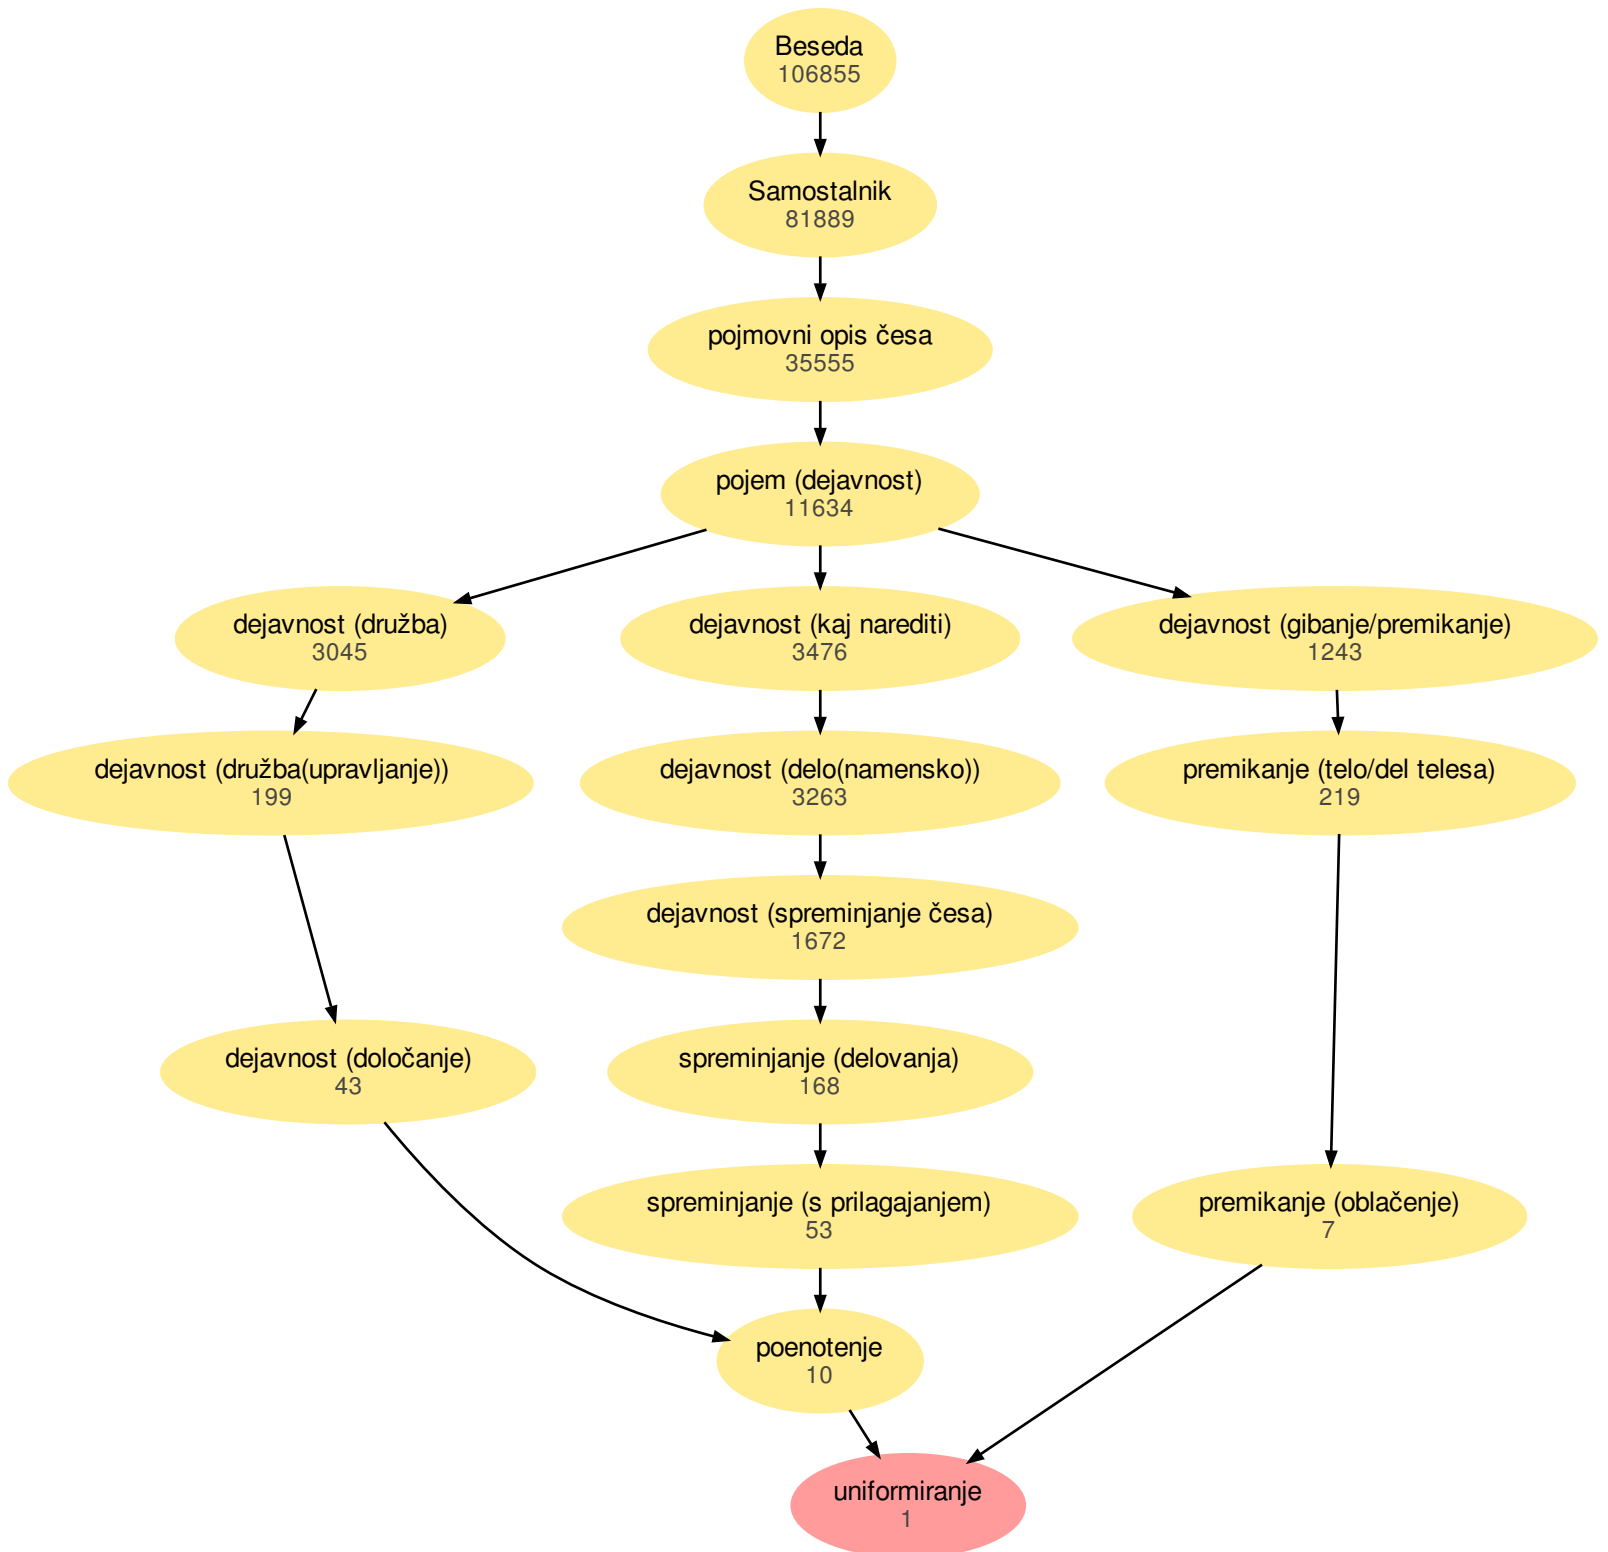 Beseda
106855
Samostalnik
81889
pojmovni opis česa
35555
pojem (dejavnost)
11634
dejavnost (družba)
3045
dejavnost (kaj narediti)
3476
dejavnost (gibanje/premikanje)
1243
dejavnost (družba(upravljanje))
199
dejavnost (delo(namensko))
3263
premikanje (telo/del telesa)
219
dejavnost (spreminjanje česa)
1672
dejavnost (določanje)
43
spreminjanje (delovanja)
168
spreminjanje (s prilagajanjem)
53
premikanje (oblačenje)
7
poenotenje
10
uniformiranje
1